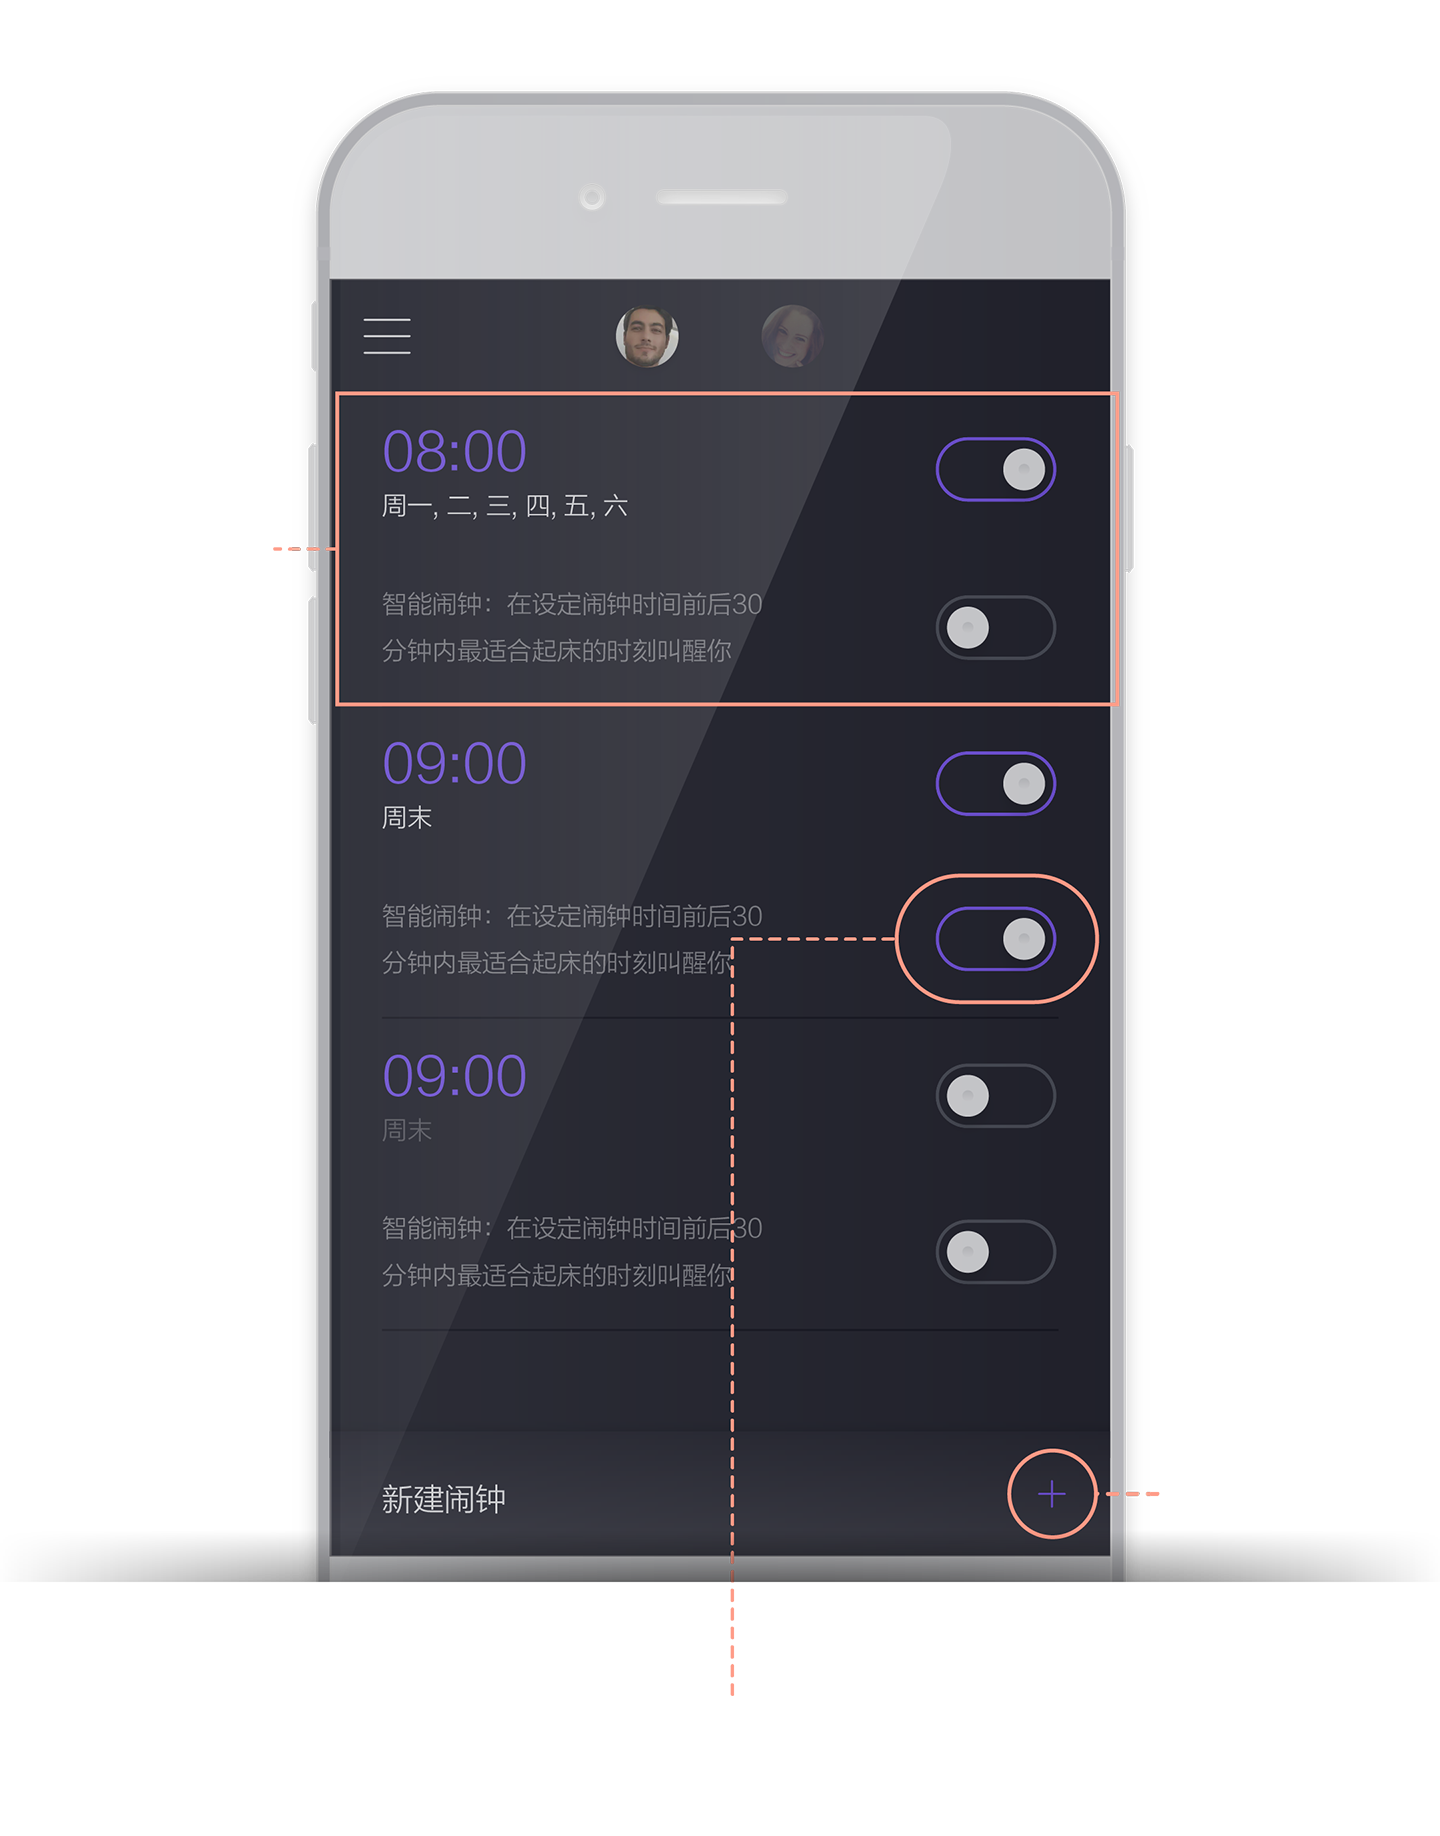 08:00
周一, 二, 三, 四, 五, 六
智能闹钟：在设定闹钟时间前后30
分钟内最适合起床的时刻叫醒你
09:00
周末
智能闹钟：在设定闹钟时间前后30
分钟内最适合起床的时刻叫醒你
09:00
周末
智能闹钟：在设定闹钟时间前后30
分钟内最适合起床的时刻叫醒你
新建闹钟